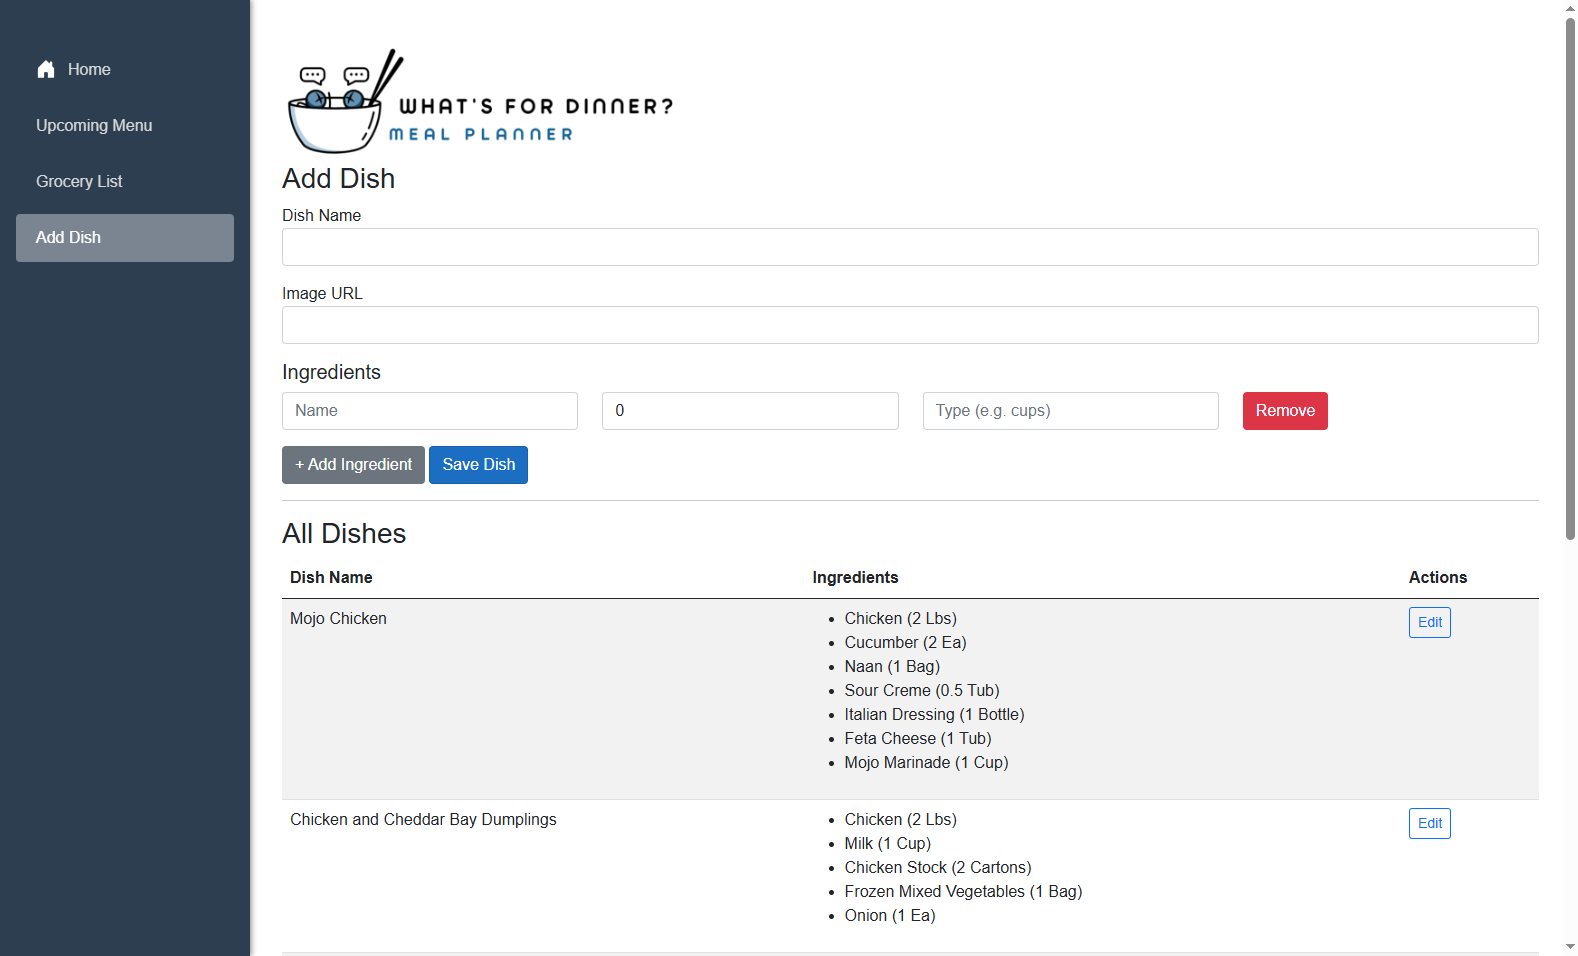 Home
Upcoming Menu
Grocery List
Add Dish
WHAT'S FOR DINNER?
MEAL PLANNER
Add Dish
Dish Name
Image URL
Ingredients
Name 0 Type (e.g. cups) Remove
+ Add Ingredient Save Dish
All Dishes
Dish Name Ingredients Actions
Mojo Chicken • Chicken (2 Lbs) Edit
• Cucumber (2 Ea)
• Naan (1 Bag)
• Sour Creme (0.5 Tub)
• Italian Dressing (1 Bottle)
• Feta Cheese (1 Tub)
• Mojo Marinade (1 Cup)
Chicken and Cheddar Bay Dumplings • Chicken (2 Lbs) Edit
• Milk (1 Cup)
• Chicken Stock (2 Cartons)
• Frozen Mixed Vegetables (1 Bag)
• Onion (1 Ea)